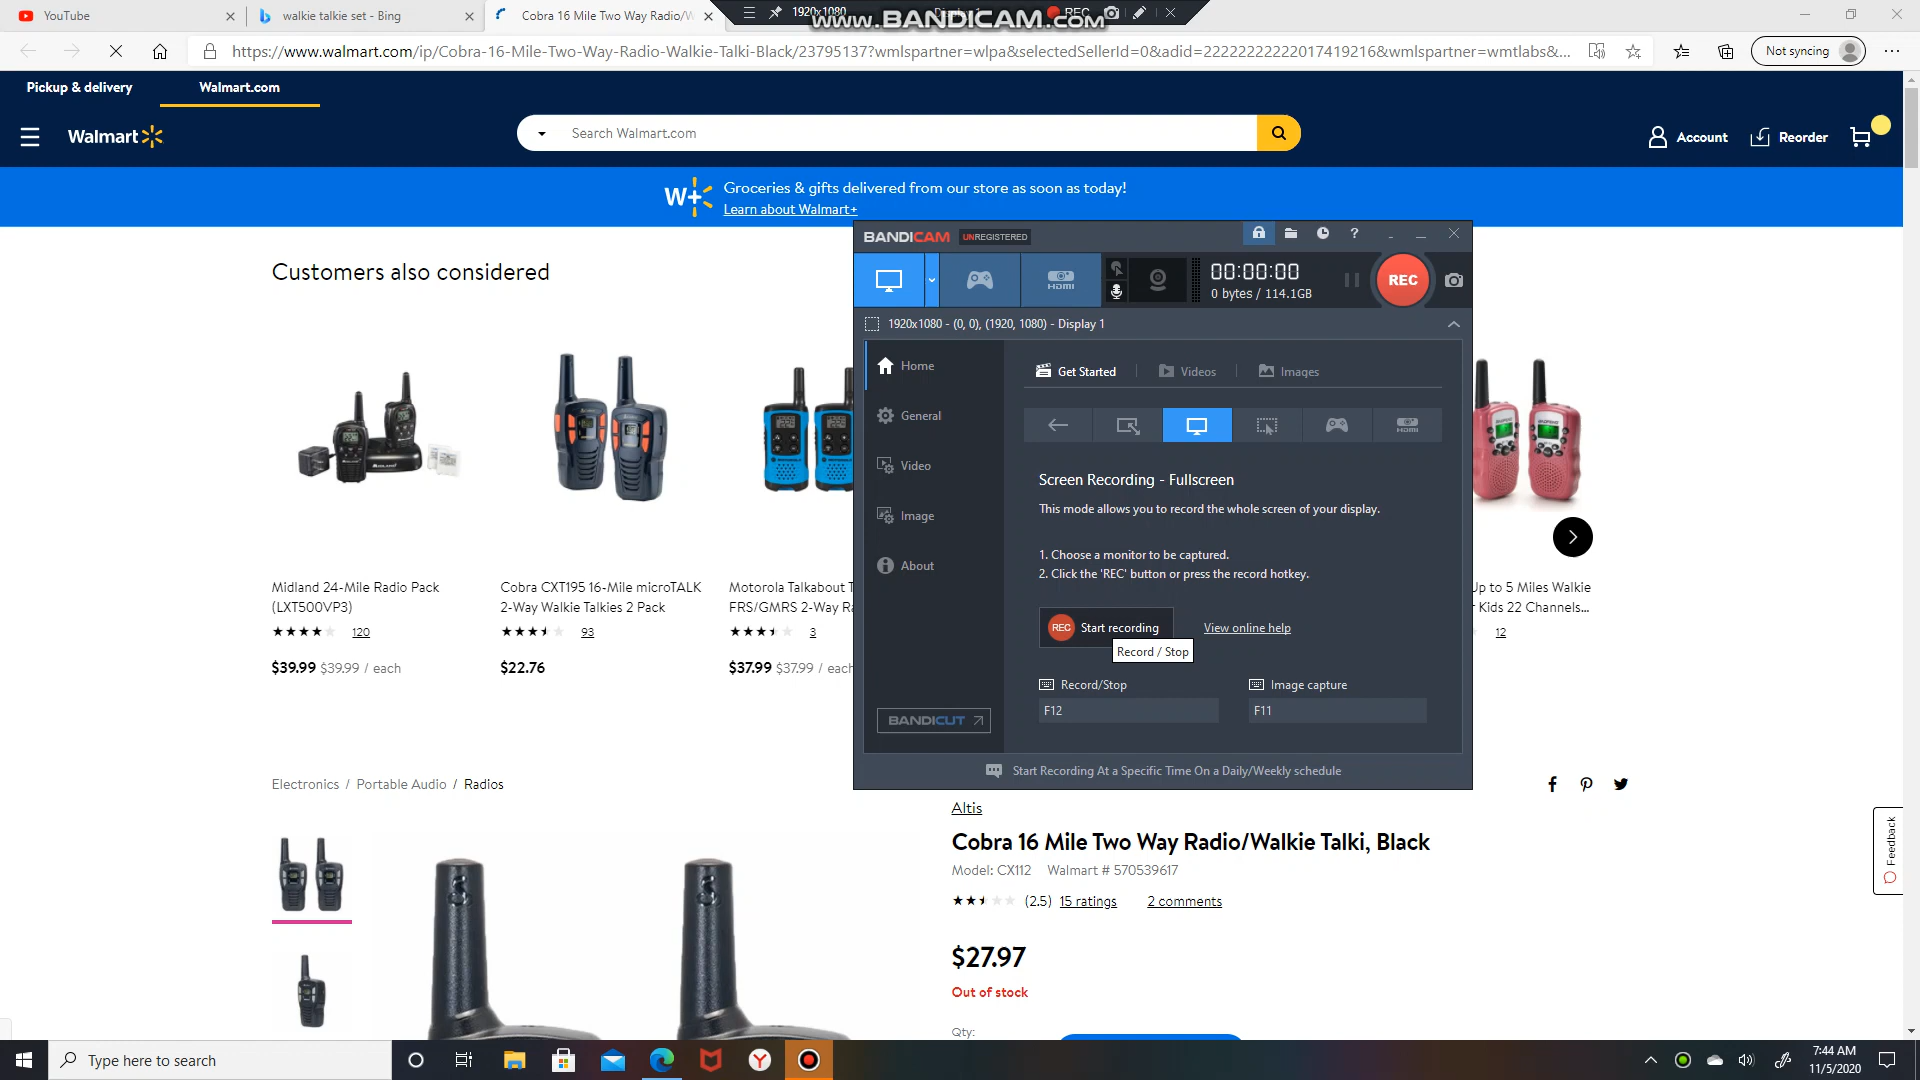 YouTube
walkie talkie set - Bing
Cobra 16 Mile Two Way Radio/W
1920x1080
REC
www.BANDICAM.com
https://www.walmart.com/ip/Cobra-16-Mile-Two-Way-Radio-Walkie-Talki-Black/23795137?wmlspartner=wlpa&selectedSellerId=0&adid=22222222222017419216&wmlspartner=wmtlabs&...
Not syncing
Pickup & delivery
Walmart.com
Walmart
Search Walmart.com
Account
Reorder
W+
Groceries & gifts delivered from our store as soon as today!
Learn about Walmart+
Customers also considered
BANDICAM UNREGISTERED
HDMI
00:00:00
0 bytes / 114.1GB
REC
1920x1080 - (0, 0), (1920, 1080) - Display 1
Home
General
Video
Image
About
BANDICUT
Get Started
Videos
Images
HDMI
Screen Recording - Fullscreen
This mode allows you to record the whole screen of your display.
1. Choose a monitor to be captured.
2. Click the 'REC' button or press the record hotkey.
REC Start recording
View online help
Record / Stop
Record/Stop
Image capture
F12
F11
Start Recording At a Specific Time On a Daily/Weekly schedule
Midland 24-Mile Radio Pack
(LXT500VP3)
120
$39.99 $39.99 / each
Cobra CXT195 16-Mile microTALK
2-Way Walkie Talkies 2 Pack
93
$22.76
Motorola Talkabout T
FRS/GMRS 2-Way Ra
3
$37.99 $37.99 / each
Up to 5 Miles Walkie
Kids 22 Channels...
12
Electronics / Portable Audio / Radios
Altis
Cobra 16 Mile Two Way Radio/Walkie Talki, Black
Model: CX112 Walmart # 570539617
(2.5) 15 ratings
2 comments
$27.97
Out of stock
Qty:
Feedback
Type here to search
7:44 AM
11/5/2020